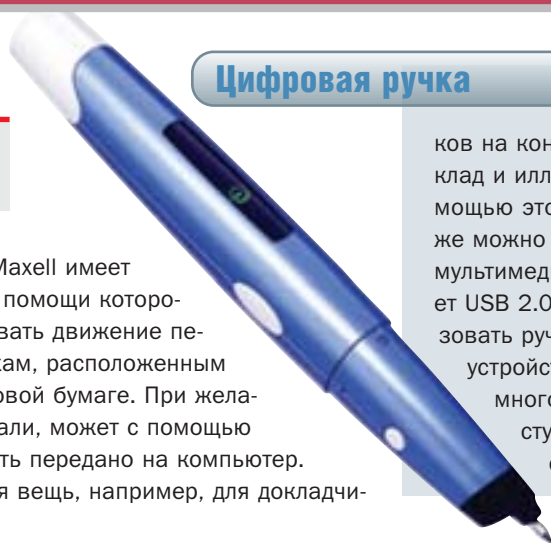 Цифровая ручка
Maxell имеет
помощи которо-
вать движение пе-
кам, расположенным
овой бумаге. При жела-
али, может с помощью
ть передано на компьютер.
я вещь, например, для докладчи-
ков на кон
клад и илл
мощью это
же можно
мультимед
ет USB 2.0
зовать руч
устройст
много
сту